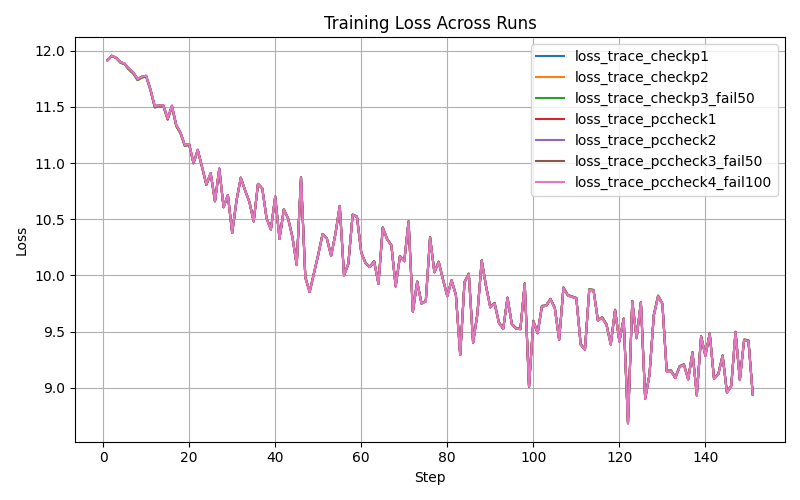 Training Loss Across Runs
loss_trace_checkp1
loss_trace_checkp2
loss_trace_checkp3_fail50
loss_trace_pccheck1
loss_trace_pccheck2
loss_trace_pccheck3_fail50
loss_trace_pccheck4_fail100
12.0
11.5
11.0
10.5
10.0
9.5
9.0
Loss
0 20 40 60 80 100 120 140
Step